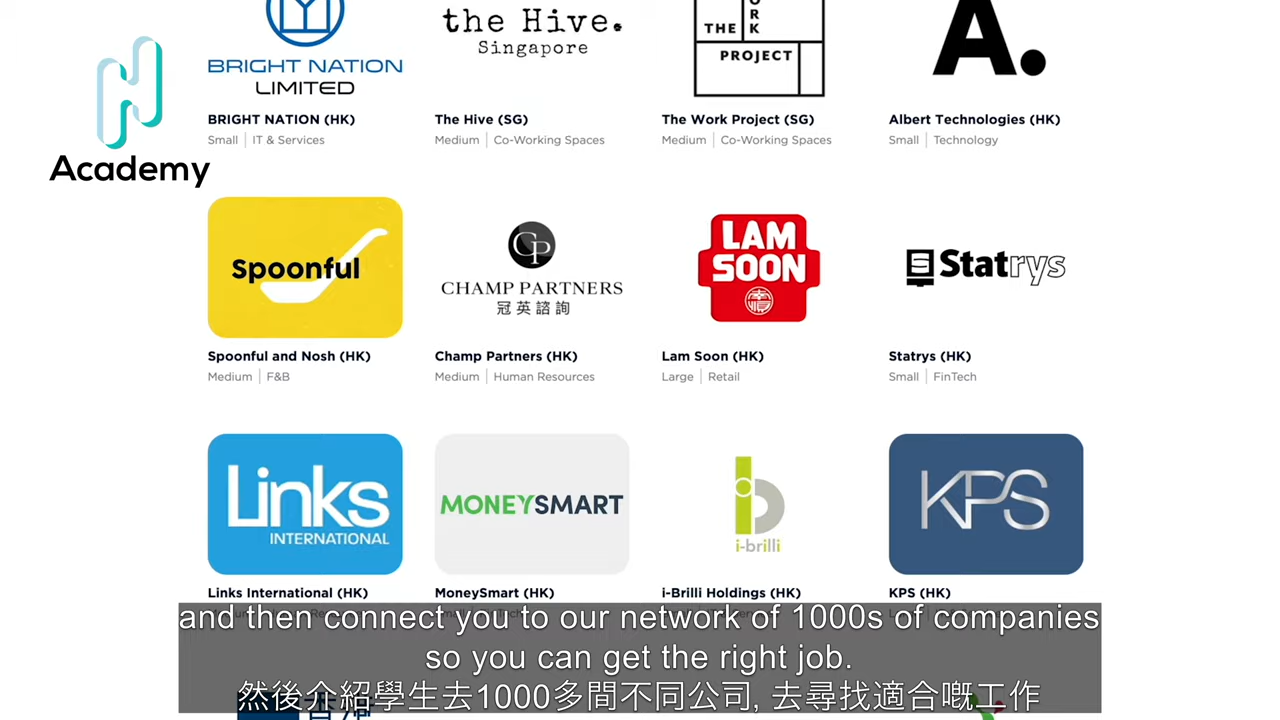 BRIGHT NATION
LIMITED
the Hive.
Singapore
THE
PROJECT
A.
BRIGHT NATION (HK)
Small | IT & Services
The Hive (SG)
Medium | Co-Working Spaces
The Work Project (SG)
Medium | Co-Working Spaces
Albert Technologies (HK)
Small | Technology
Academy
Spoonful
CP
CHAMP PARTNERS
冠英諮詢
LAM
SOON
Statrys
Spoonful and Nosh (HK)
Medium | F&B
Champ Partners (HK)
Medium | Human Resources
Lam Soon (HK)
Large | Retail
Statrys (HK)
Small | FinTech
Links
INTERNATIONAL
MONEYSMART
i-brilli
KPS
Links International (HK)
MoneySmart (HK)
i-Brilli Holdings (HK)
KPS (HK)
and then connect you to our network of 1000s of companies
so you can get the right job.
然後介紹學生去1000多間不同公司, 去尋找適合嘅工作